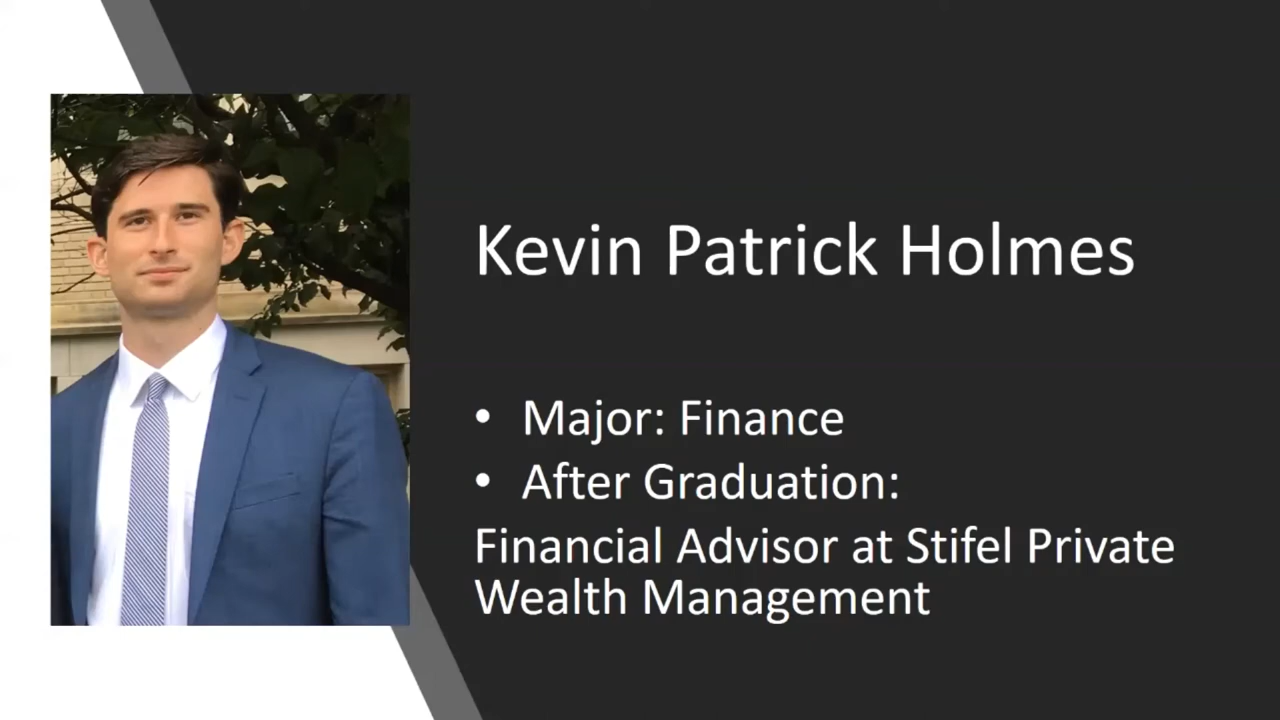 Kevin Patrick Holmes
• Major: Finance
• After Graduation:
Financial Advisor at Stifel Private
Wealth Management